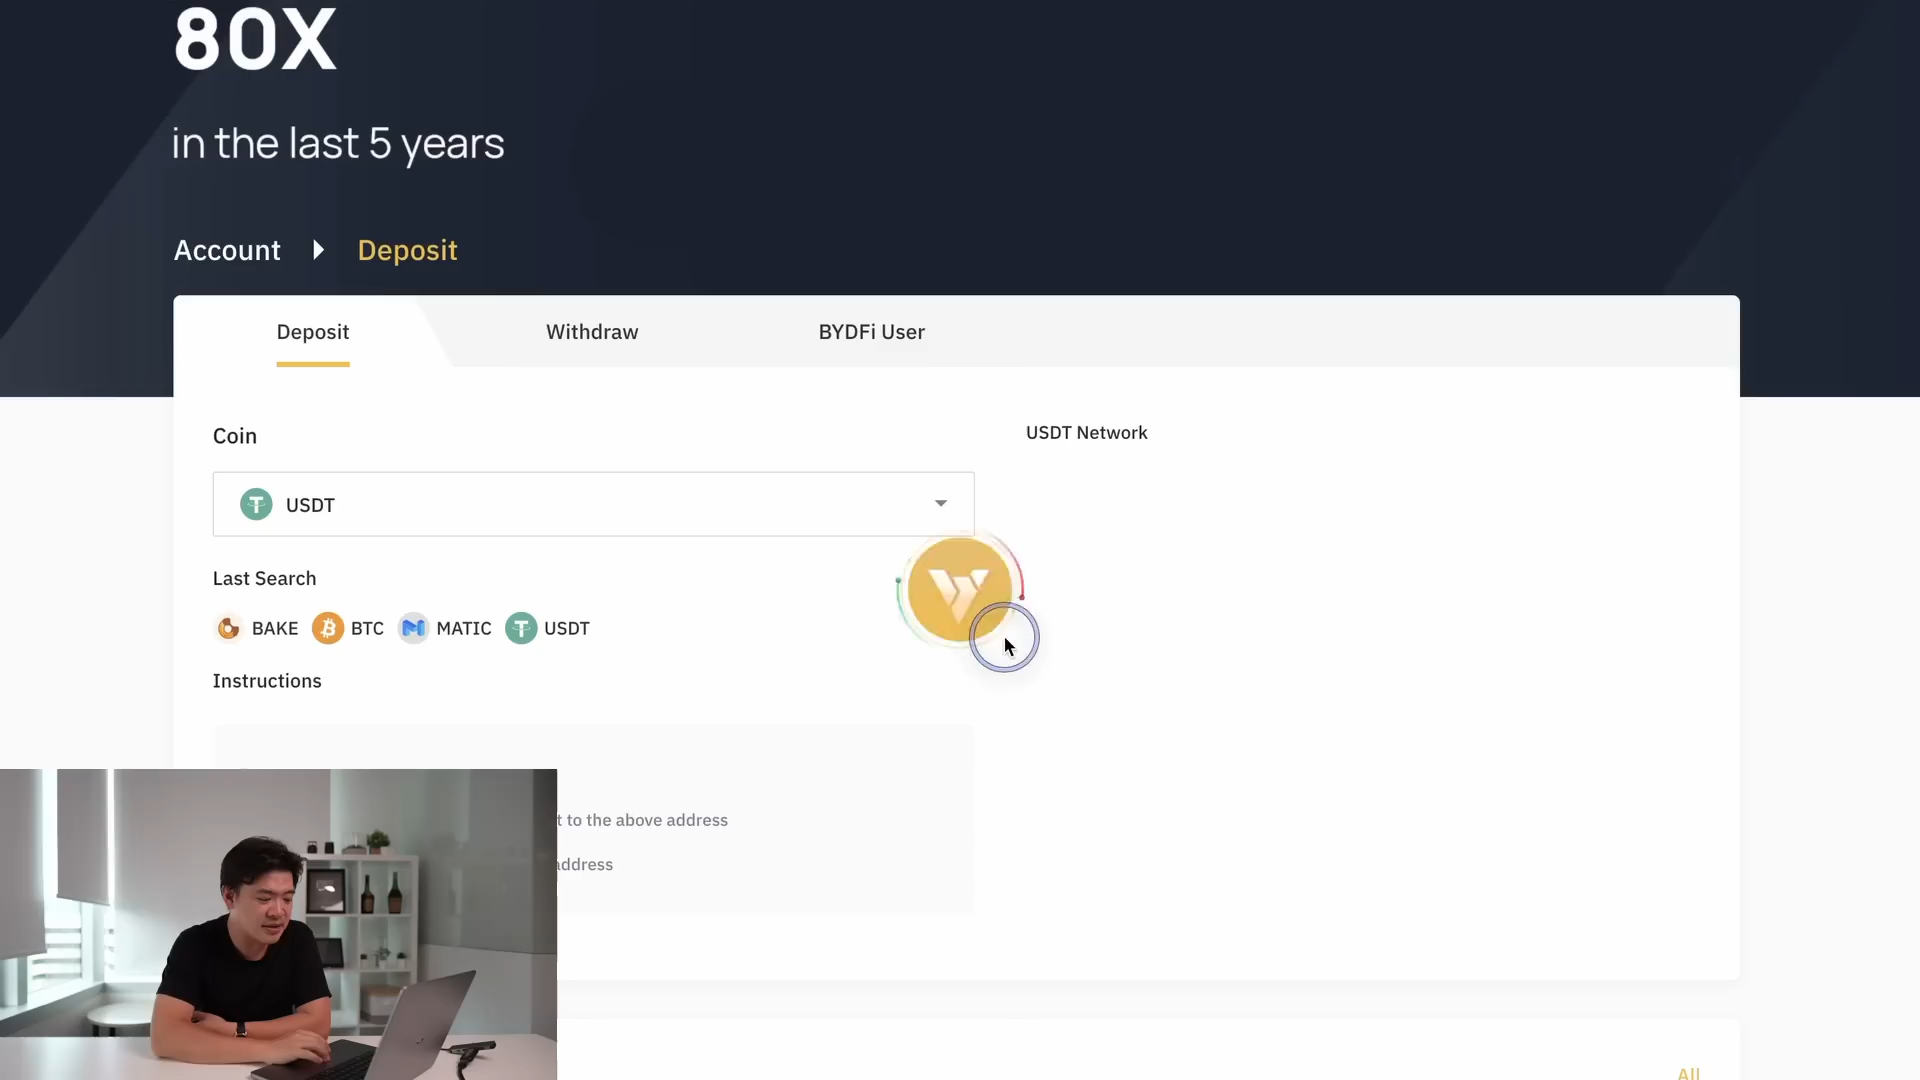 80X
in the last 5 years
Account Deposit
Deposit Withdraw BYDFi User
Coin
USDT Network
USDT
Last Search
BAKE BTC MATIC USDT
Instructions
t to the above address
address
All